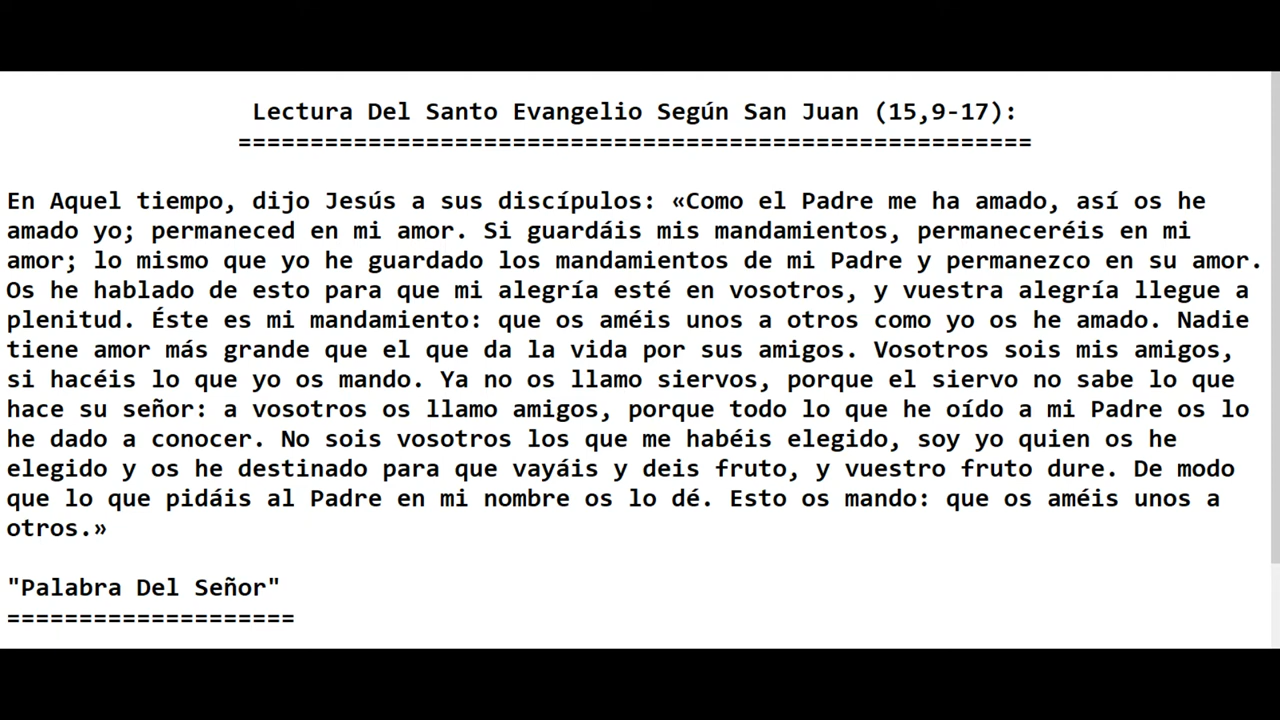 Lectura Del Santo Evangelio Según San Juan (15,9-17):
=======================================================
En Aquel tiempo, dijo Jesús a sus discípulos: «Como el Padre me ha amado, así os he
amado yo; permaneced en mi amor. Si guardáis mis mandamientos, permaneceréis en mi
amor; lo mismo que yo he guardado los mandamientos de mi Padre y permanezco en su amor.
Os he hablado de esto para que mi alegría esté en vosotros, y vuestra alegría llegue a
plenitud. Éste es mi mandamiento: que os améis unos a otros como yo os he amado. Nadie
tiene amor más grande que el que da la vida por sus amigos. Vosotros sois mis amigos,
si hacéis lo que yo os mando. Ya no os llamo siervos, porque el siervo no sabe lo que
hace su señor: a vosotros os llamo amigos, porque todo lo que he oído a mi Padre os lo
he dado a conocer. No sois vosotros los que me habéis elegido, soy yo quien os he
elegido y os he destinado para que vayáis y deis fruto, y vuestro fruto dure. De modo
que lo que pidáis al Padre en mi nombre os lo dé. Esto os mando: que os améis unos a
otros.»
"Palabra Del Señor"
====================